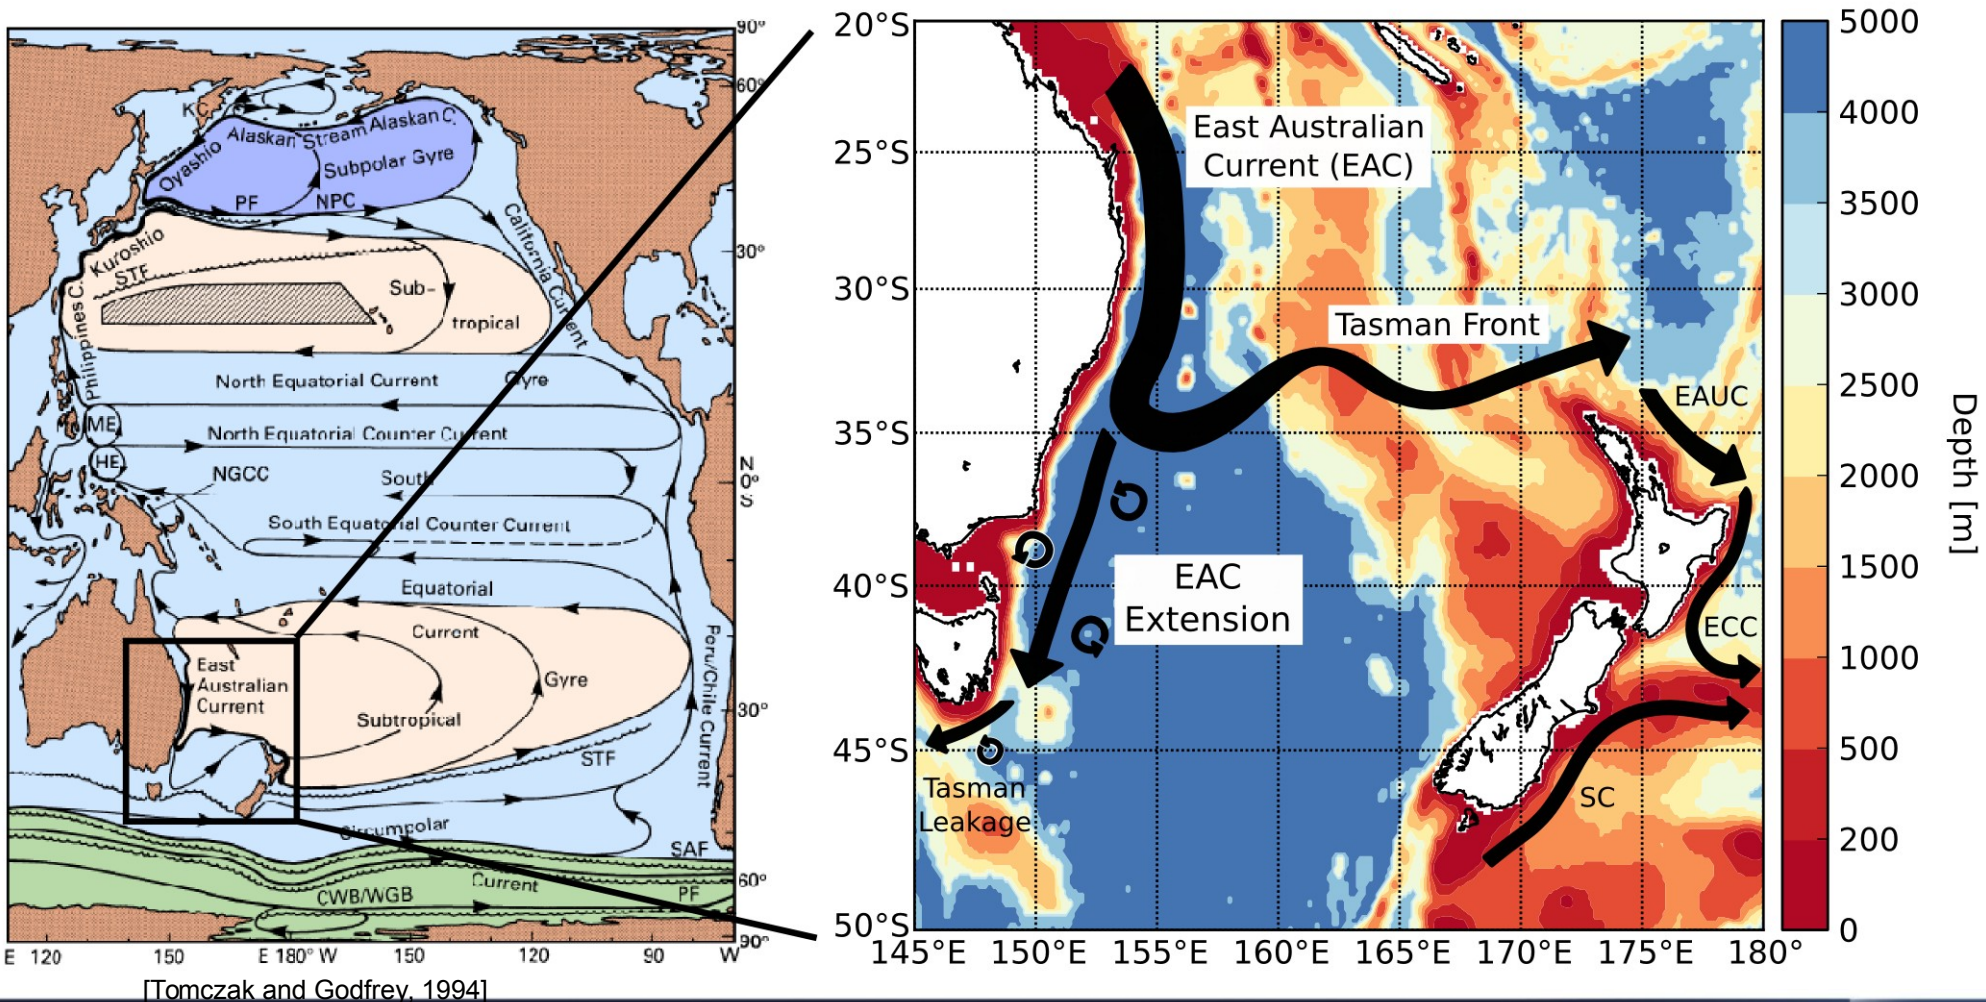 90°
60°
KC
Alaskan Stream
Alaskan C.
Oyashio
Subpolar Gyre
PF
NPC
California Current
30°
Kuroshio
STF
Philippines C.
Sub-
tropical
North Equatorial Current
Gyre
ME
North Equatorial Counter Current
HE
NGCC
South
N
0°
S
South Equatorial Counter Current
Equatorial
Current
East
Australian
Current
Gyre
Subtropical
Peru/Chile Current
30°
STF
Circumpolar
SAF
Current
60°
CWB/WGB
PF
90°
E 120
150
E 180° W
150
120
90
W
[Tomczak and Godfrey, 1994]
20°S
25°S
30°S
35°S
40°S
45°S
50°S
145°E
150°E
155°E
160°E
165°E
170°E
175°E
180°
East Australian
Current (EAC)
Tasman Front
EAUC
EAC
Extension
ECC
Tasman
Leakage
SC
5000
4000
3500
3000
2500
2000
1500
1000
500
200
0
Depth [m]